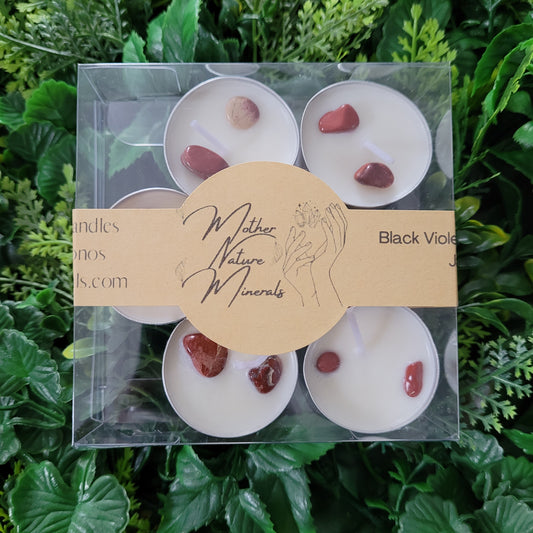 andles
onos
ls.com
Mother
Nature
Minerals
Black Viole
J